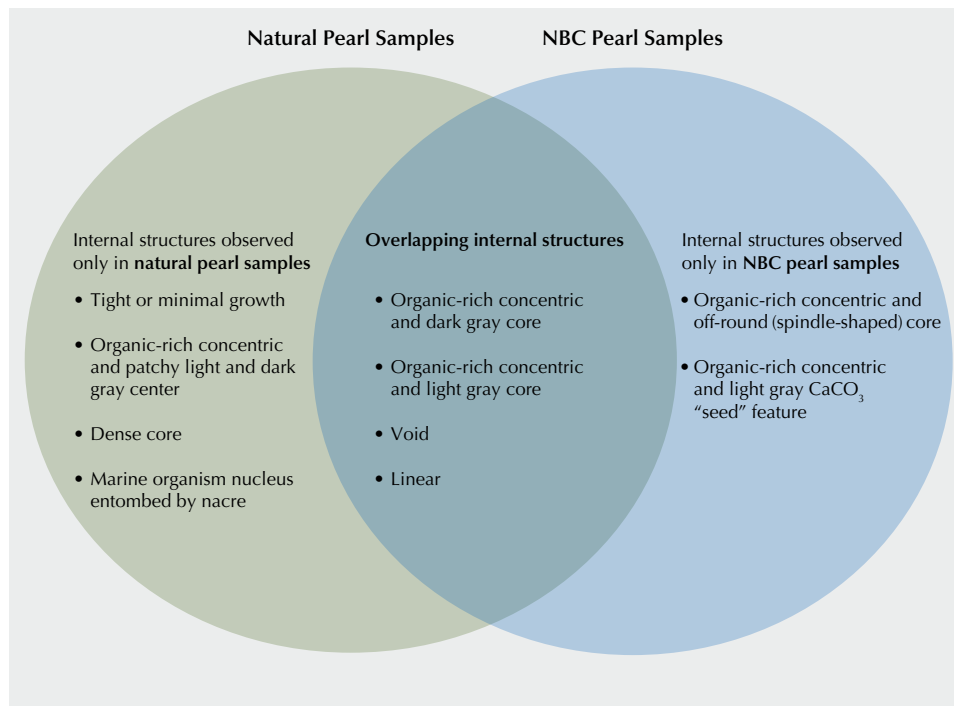 Natural Pearl Samples
NBC Pearl Samples
Internal structures observed
only in natural pearl samples
• Tight or minimal growth
• Organic-rich concentric
and patchy light and dark
gray center
• Dense core
• Marine organism nucleus
entombed by nacre
Overlapping internal structures
• Organic-rich concentric
and dark gray core
• Organic-rich concentric
and light gray core
• Void
• Linear
Internal structures observed
only in NBC pearl samples
• Organic-rich concentric and
off-round (spindle-shaped) core
• Organic-rich concentric
and light gray CaCO₃
“seed” feature